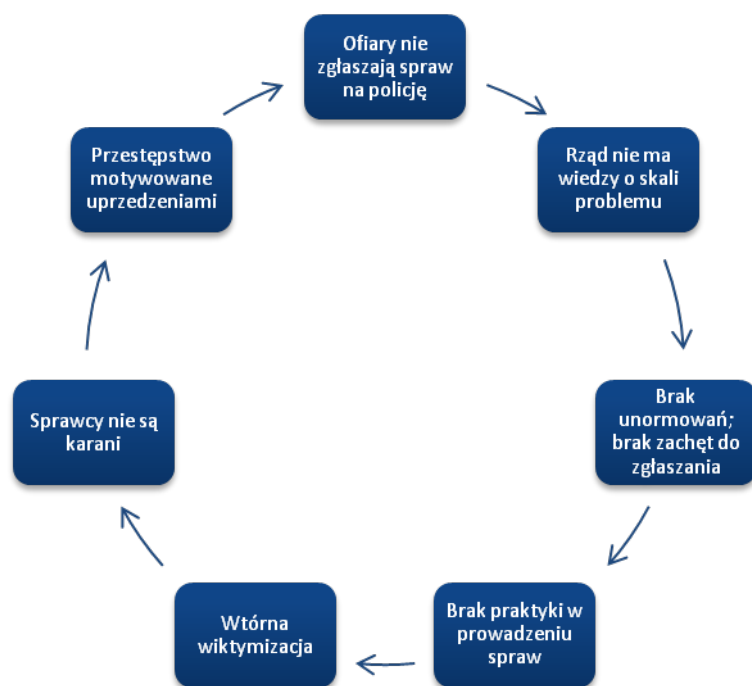 Ofiary nie
zgłaszają spraw
na policję
Rząd nie ma
wiedzy o skali
problemu
Brak
unormowań;
brak zachęt do
zgłaszania
Brak praktyki w
prowadzeniu
spraw
Wtórna
wiktymizacja
Sprawcy nie są
karani
Przestępstwo
motywowane
uprzedzeniami